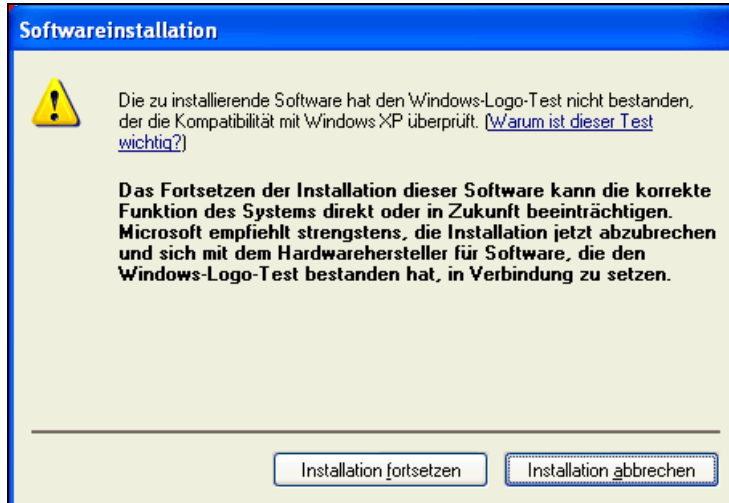 Softwareinstallation
Die zu installierende Software hat den Windows-Logo-Test nicht bestanden,
der die Kompatibilität mit Windows XP überprüft. (Warum ist dieser Test
wichtig?)
Das Fortsetzen der Installation dieser Software kann die korrekte
Funktion des Systems direkt oder in Zukunft beeinträchtigen.
Microsoft empfiehlt strengstens, die Installation jetzt abzubrechen
und sich mit dem Hardwarehersteller für Software, die den
Windows-Logo-Test bestanden hat, in Verbindung zu setzen.
Installation fortsetzen
Installation abbrechen